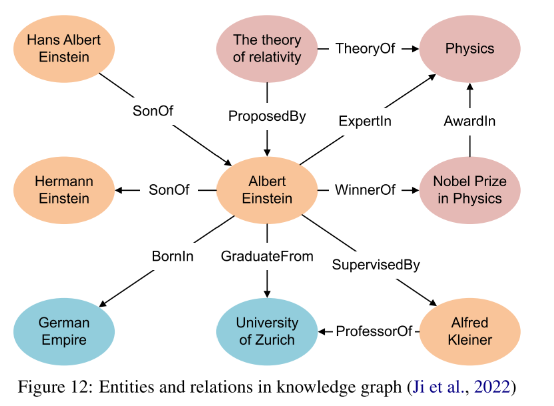 Hans Albert
Einstein
The theory
of relativity
TheoryOf
Physics
SonOf
ProposedBy
ExpertIn
AwardIn
Hermann
Einstein
SonOf
Albert
Einstein
WinnerOf
Nobel Prize
in Physics
BornIn
GraduateFrom
SupervisedBy
German
Empire
University
of Zurich
ProfessorOf
Alfred
Kleiner
Figure 12: Entities and relations in knowledge graph (Ji et al., 2022)